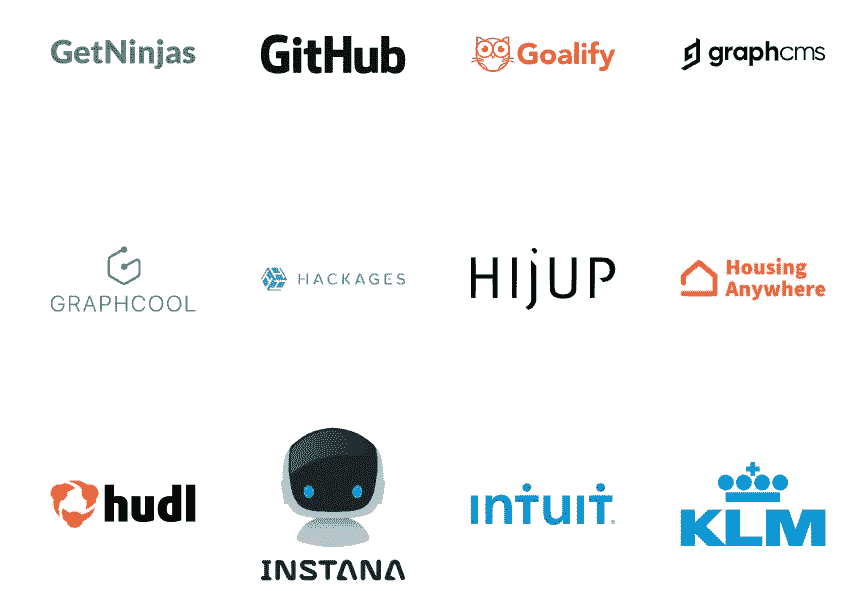 GetNinjas
GitHub
Goalify
graphcms
GRAPHCOOL
HACKAGES
HIJUP
Housing
Anywhere
hudl
INSTANA
intuit
KLM